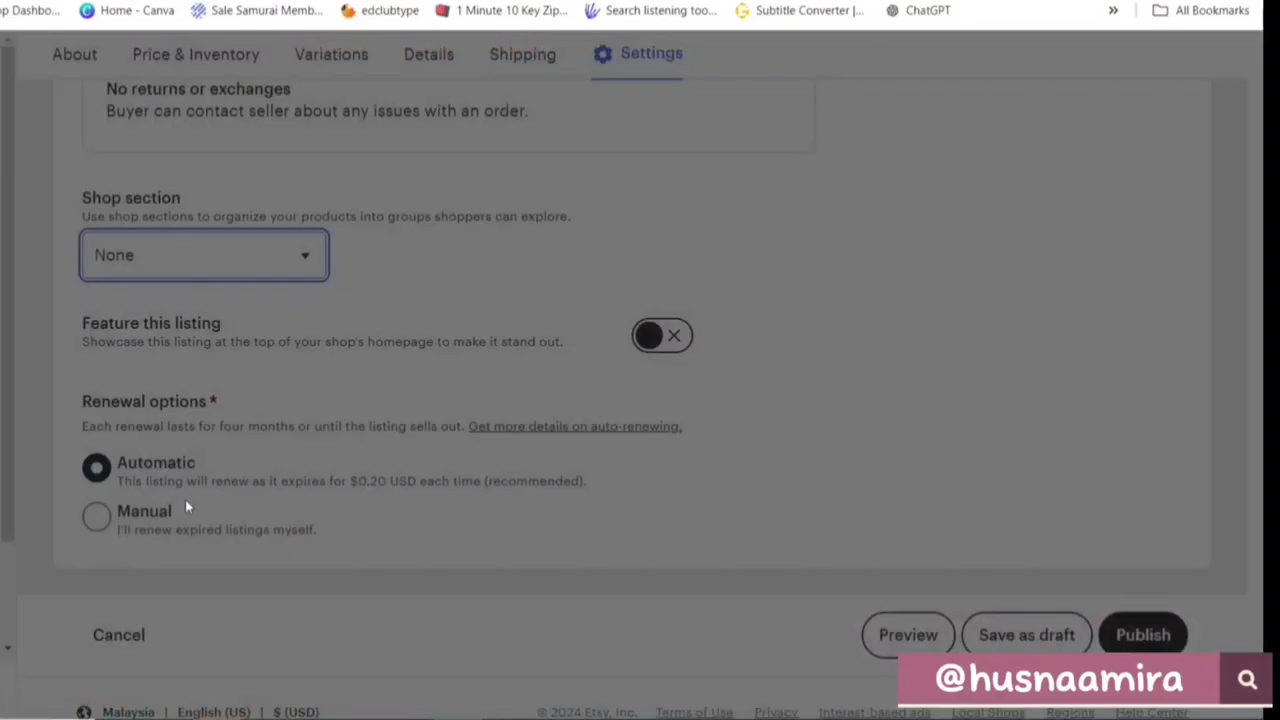 p Dashbo...
Home - Canva
Sale Samurai Memb...
edclubtype
1 Minute 10 Key Zip...
Search listening too...
Subtitle Converter |...
ChatGPT
»
All Bookmarks
About
Price & Inventory
Variations
Details
Shipping
Settings
No returns or exchanges
Buyer can contact seller about any issues with an order.
Shop section
Use shop sections to organize your products into groups shoppers can explore.
None
Feature this listing
Showcase this listing at the top of your shop's homepage to make it stand out.
Renewal options *
Each renewal lasts for four months or until the listing sells out. Get more details on auto-renewing.
Automatic
This listing will renew as it expires for $0.20 USD each time (recommended).
Manual
I'll renew expired listings myself.
Cancel
Preview
Save as draft
Publish
@husnaamira
Malaysia | English (US) | $ (USD)
© 2024 Etsy, Inc. Terms of Use Privacy Interest-based ads Local Shops Regions Help Center